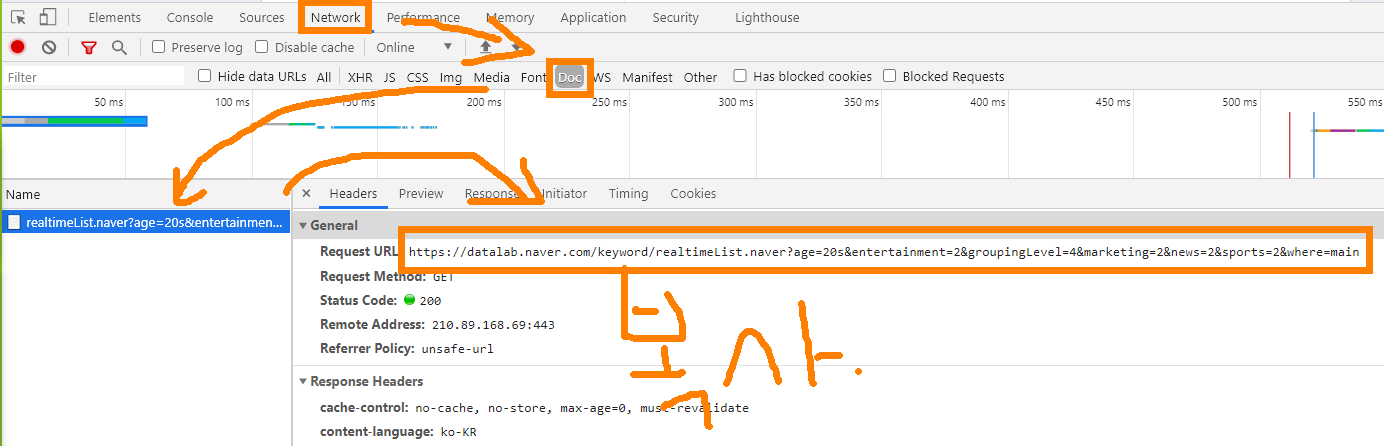 Elements Console Sources Network Performance Memory Application Security Lighthouse
Preserve log Disable cache Online
Filter Hide data URLs All XHR JS CSS Img Media Font Doc WS Manifest Other Has blocked cookies Blocked Requests
50 ms 100 ms 150 ms 200 ms 250 ms 300 ms 350 ms 400 ms 450 ms 500 ms 550 ms
Name × Headers Preview Response Initiator Timing Cookies
realtimeList.naver?age=20s&entertainmen...
General
Request URL: https://datalab.naver.com/keyword/realtimeList.naver?age=20s&entertainment=2&groupingLevel=4&marketing=2&news=2&sports=2&where=main
Request Method: GET
Status Code: 200
Remote Address: 210.89.168.69:443
Referrer Policy: unsafe-url
복사.
Response Headers
cache-control: no-cache, no-store, max-age=0, must-revalidate
content-language: ko-KR